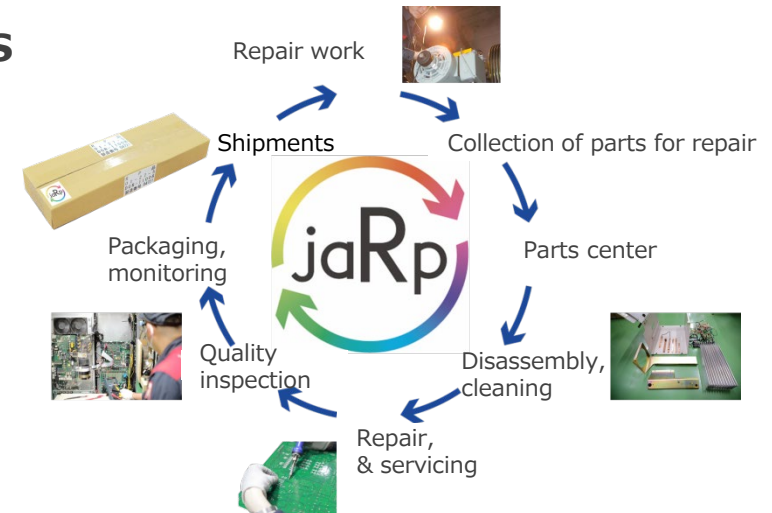 s
Repair work
Shipments
Collection of parts for repair
jaRp
Packaging,
monitoring
Parts center
Quality
inspection
Disassembly,
cleaning
Repair,
& servicing
jaRp